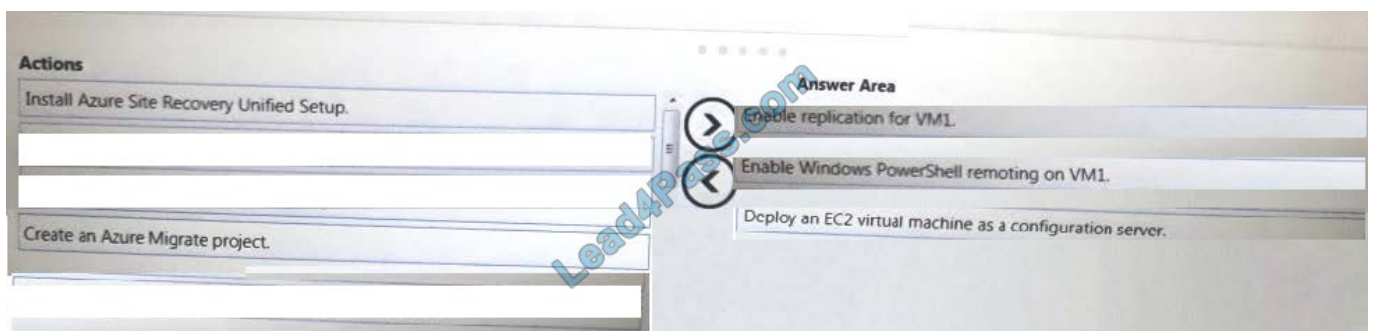 Actions
Install Azure Site Recovery Unified Setup.
Create an Azure Migrate project.
Answer Area
Enable replication for VM1.
Enable Windows PowerShell remoting on VM1.
Deploy an EC2 virtual machine as a configuration server.
Lead4Pass.com